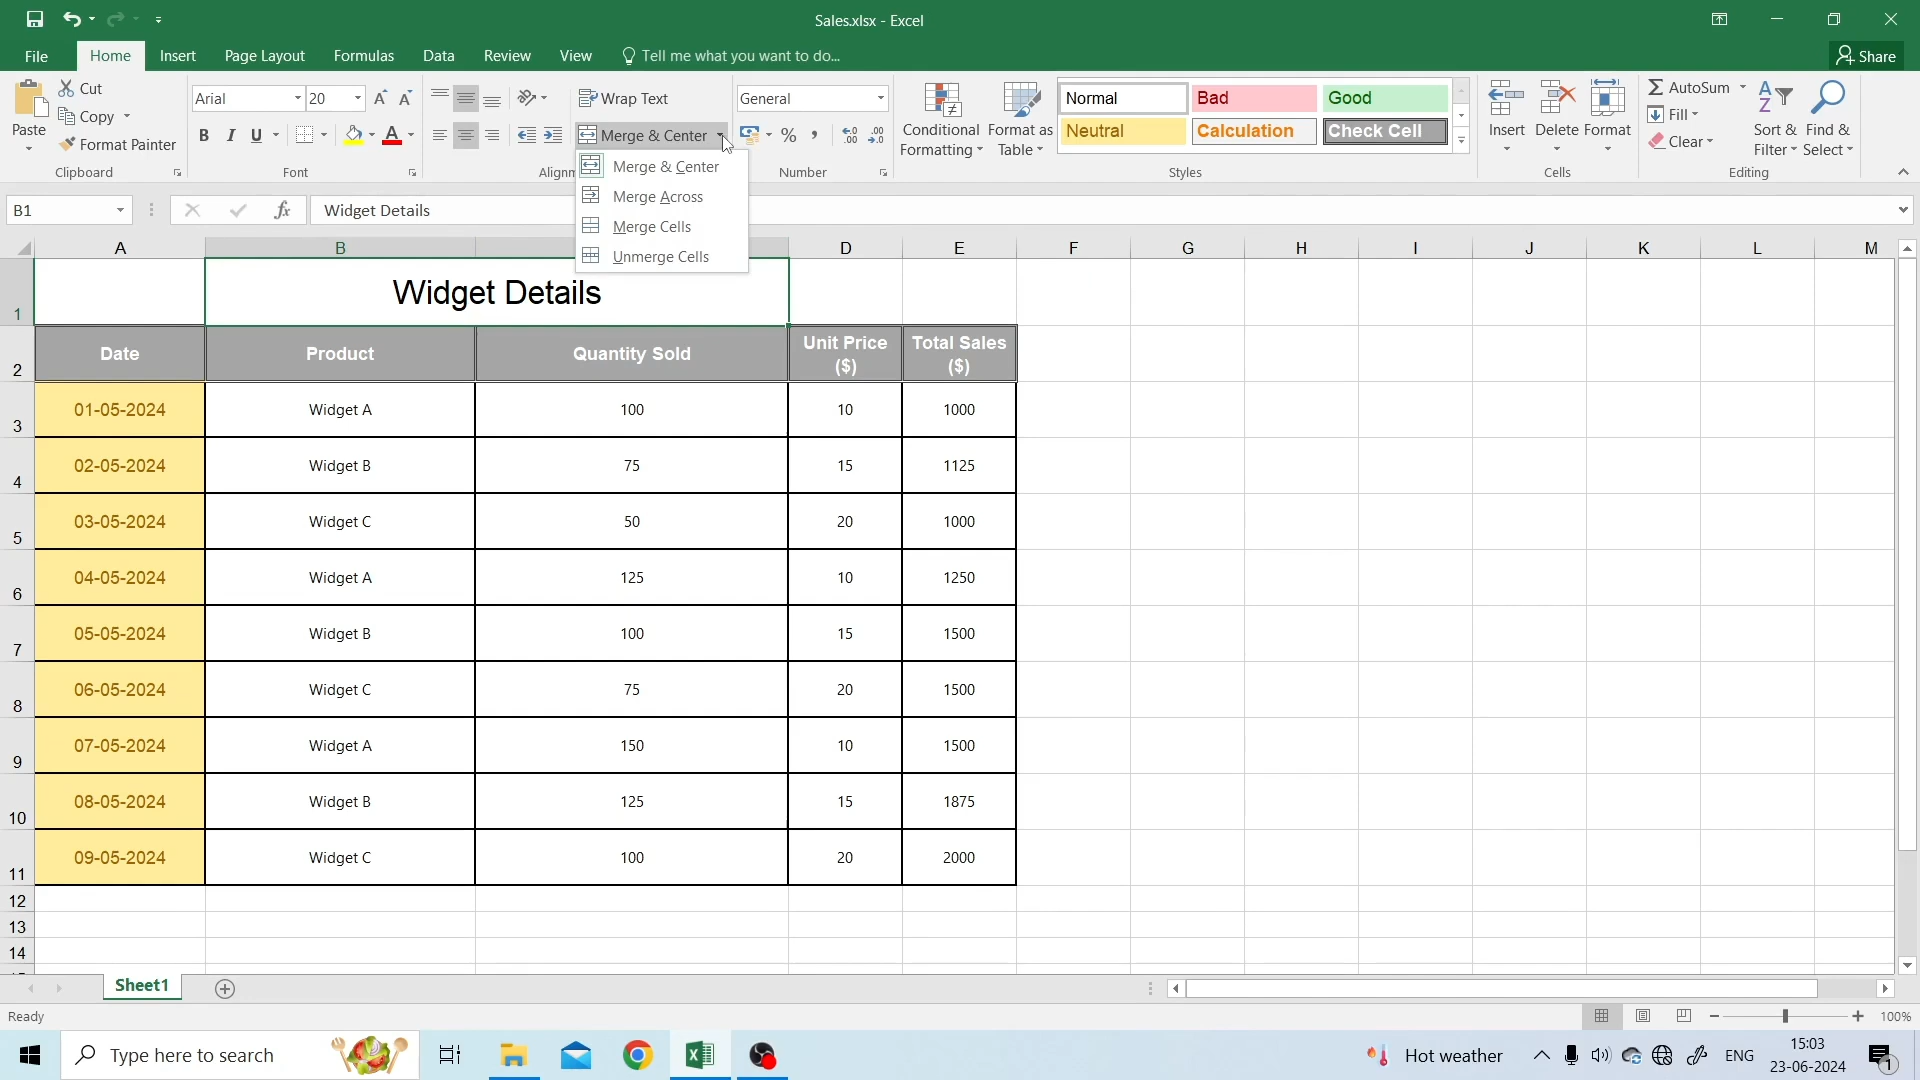 Sales.xlsx - Excel
File Home Insert Page Layout Formulas Data Review View Tell me what you want to do... Share
Paste
Cut
Copy
Format Painter
Clipboard
Arial 20 A A
B I U A
Font
Wrap Text
Merge & Center
Alignm
Merge & Center
Merge Across
Merge Cells
Unmerge Cells
General
% ,
Number
Conditional Formatting
Format as Table
Normal Bad Good
Neutral Calculation Check Cell
Styles
Insert Delete Format
Cells
AutoSum
Fill
Clear
Sort & Filter
Find & Select
Editing
B1 fx Widget Details
A B D E F G H I J K L M
1 Widget Details
2 Date Product Quantity Sold Unit Price ($) Total Sales ($)
3 01-05-2024 Widget A 100 10 1000
4 02-05-2024 Widget B 75 15 1125
5 03-05-2024 Widget C 50 20 1000
6 04-05-2024 Widget A 125 10 1250
7 05-05-2024 Widget B 100 15 1500
8 06-05-2024 Widget C 75 20 1500
9 07-05-2024 Widget A 150 10 1500
10 08-05-2024 Widget B 125 15 1875
11 09-05-2024 Widget C 100 20 2000
12
13
14
Sheet1
Ready 100%
Type here to search Hot weather ENG 15:03
23-06-2024 1